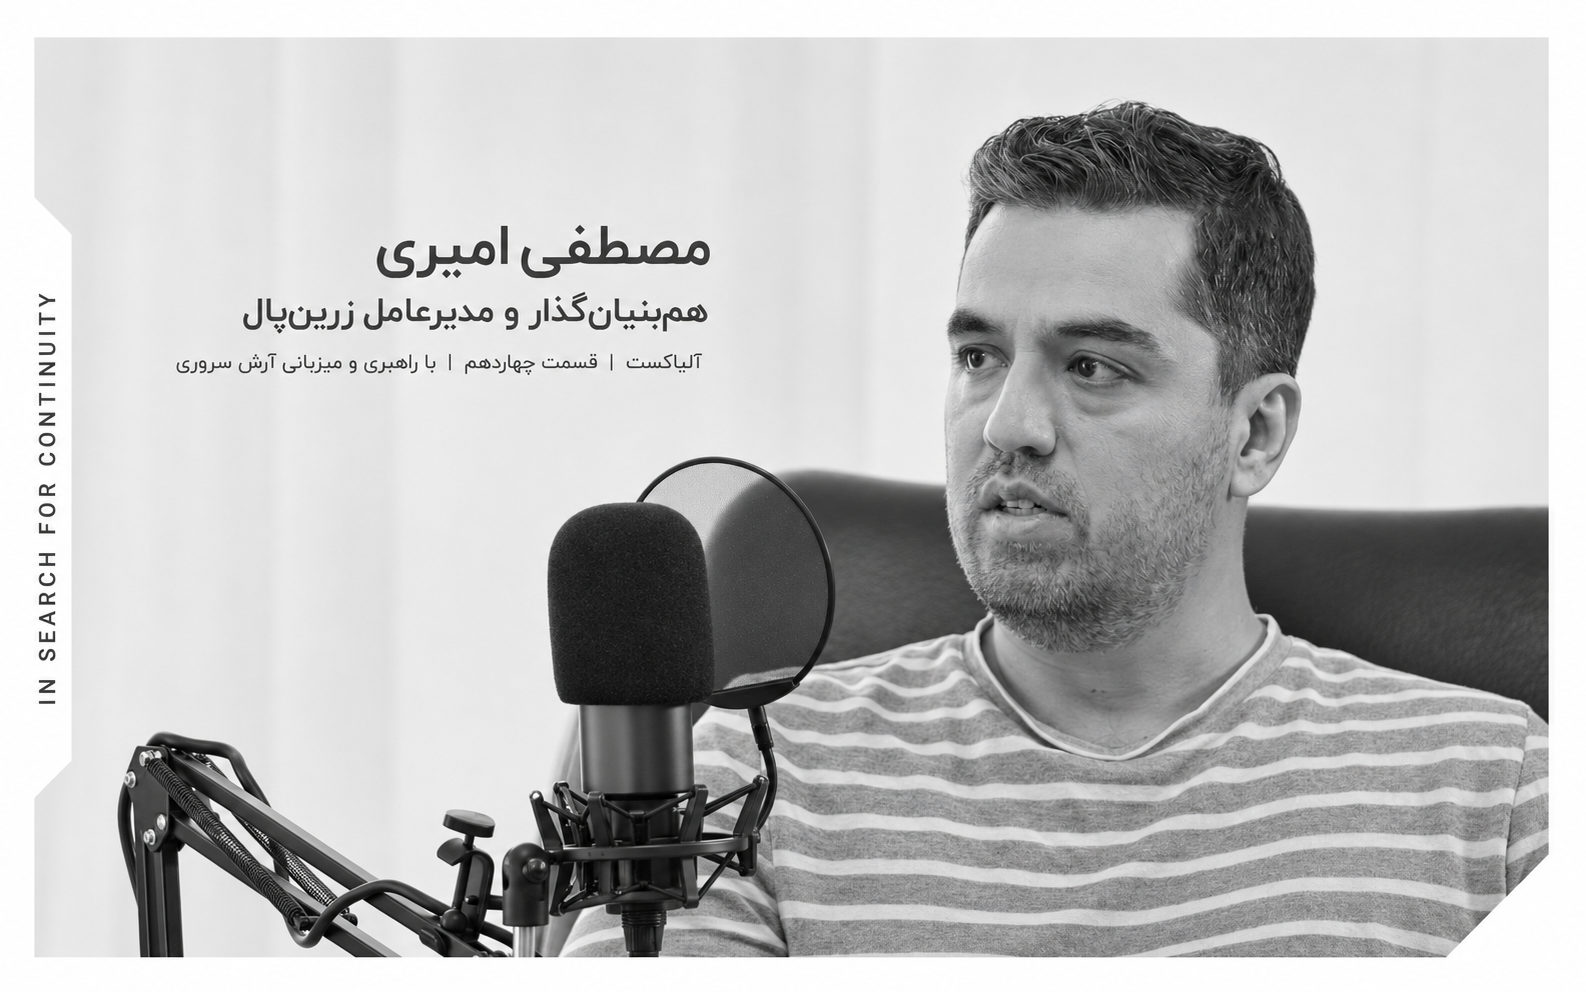 مصطفی امیری
هم‌بنیان‌گذار و مدیرعامل زرین‌پال
آلیاکست | قسمت چهاردهم | با راهبری و میزبانی آرش سروری
IN SEARCH FOR CONTINUITY